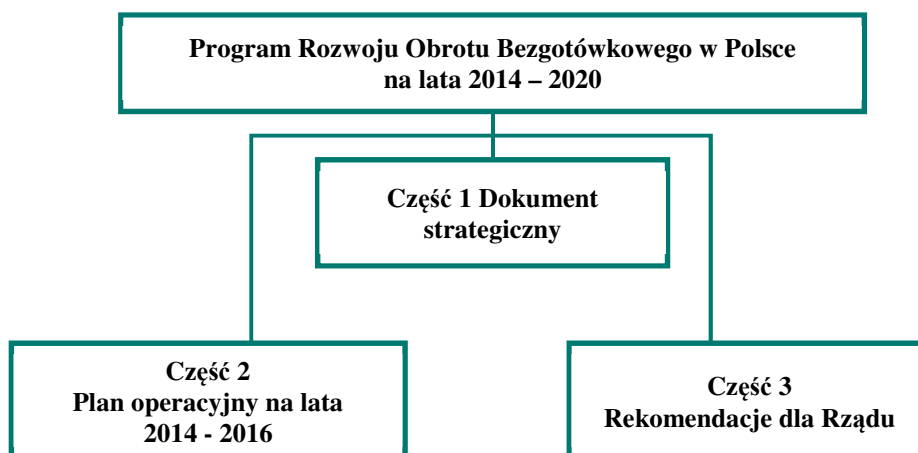 Program Rozwoju Obrotu Bezgotówkowego w Polsce
na lata 2014 – 2020
Część 1 Dokument
strategiczny
Część 2
Plan operacyjny na lata
2014 - 2016
Część 3
Rekomendacje dla Rządu